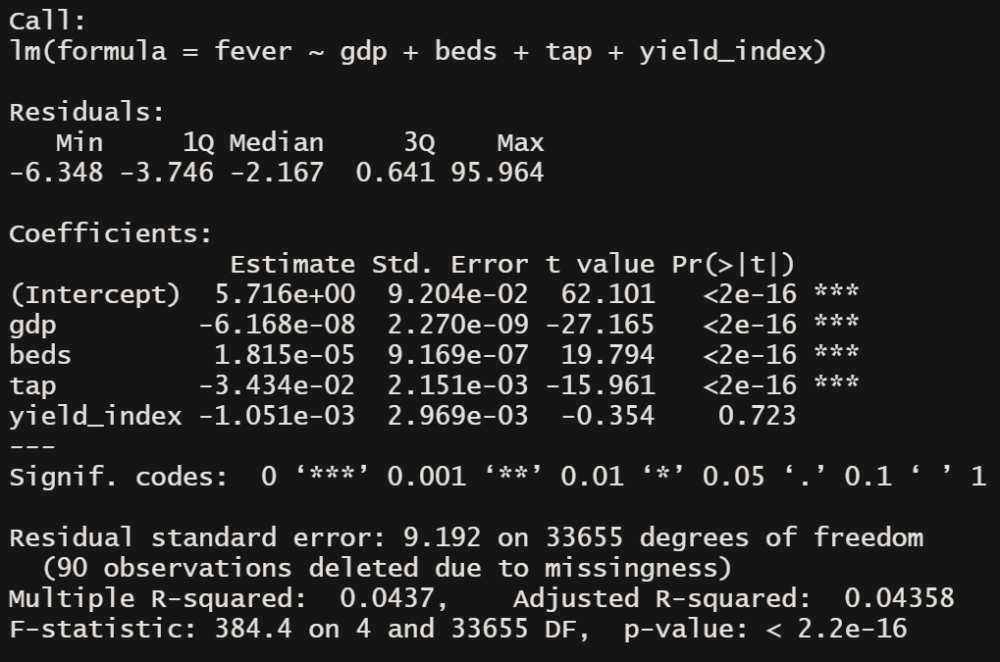 Call:
lm(formula = fever ~ gdp + beds + tap + yield_index)
Residuals:
Min 1Q Median 3Q Max
-6.348 -3.746 -2.167 0.641 95.964
Coefficients:
Estimate Std. Error t value Pr(>|t|)
(Intercept) 5.716e+00 9.204e-02 62.101 <2e-16 ***
gdp -6.168e-08 2.270e-09 -27.165 <2e-16 ***
beds 1.815e-05 9.169e-07 19.794 <2e-16 ***
tap -3.434e-02 2.151e-03 -15.961 <2e-16 ***
yield_index -1.051e-03 2.969e-03 -0.354 0.723
---
Signif. codes: 0 ‘***’ 0.001 ‘**’ 0.01 ‘*’ 0.05 ‘.’ 0.1 ‘ ’ 1
Residual standard error: 9.192 on 33655 degrees of freedom
(90 observations deleted due to missingness)
Multiple R-squared: 0.0437, Adjusted R-squared: 0.04358
F-statistic: 384.4 on 4 and 33655 DF, p-value: < 2.2e-16